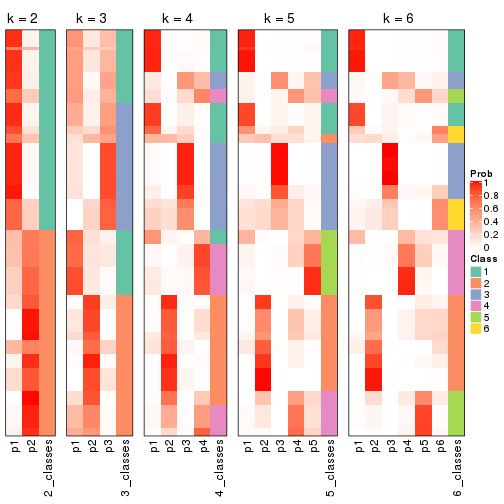 k = 2
k = 3
k = 4
k = 5
k = 6
p1
p2
2_classes
p1
p2
p3
3_classes
p1
p2
p3
p4
4_classes
p1
p2
p3
p4
p5
5_classes
p1
p2
p3
p4
p5
p6
6_classes
Prob
1
0.8
0.6
0.4
0.2
0
Class
1
2
3
4
5
6